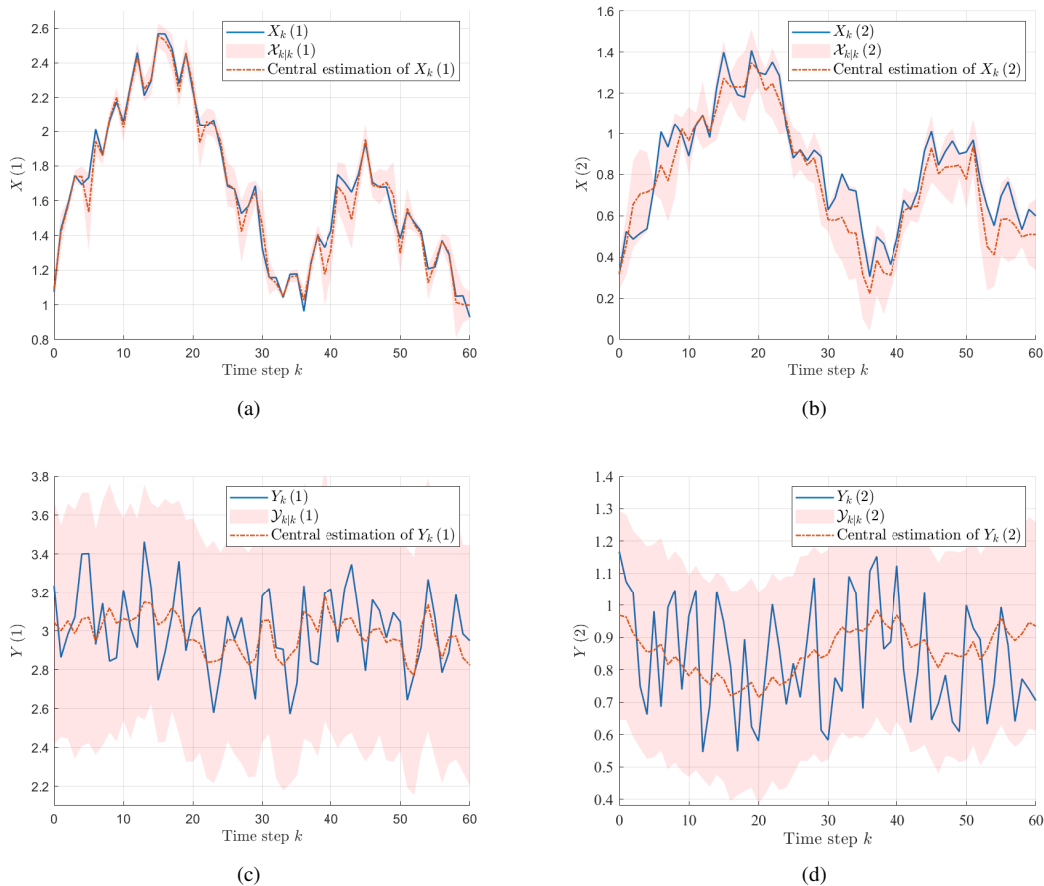 2.6
2.4
2.2
2
1.8
1.6
1.4
1.2
1
0.8
X (1)
X_k (1)
𝒳_{k|k} (1)
Central estimation of X_k (1)
0 10 20 30 40 50 60
Time step k
(a)
1.6
1.4
1.2
1
0.8
0.6
0.4
0.2
0
X (2)
X_k (2)
𝒳_{k|k} (2)
Central estimation of X_k (2)
0 10 20 30 40 50 60
Time step k
(b)
3.8
3.6
3.4
3.2
3
2.8
2.6
2.4
2.2
Y (1)
Y_k (1)
𝒴_{k|k} (1)
Central estimation of Y_k (1)
0 10 20 30 40 50 60
Time step k
(c)
1.4
1.3
1.2
1.1
1.0
0.9
0.8
0.7
0.6
0.5
0.4
Y (2)
Y_k (2)
𝒴_{k|k} (2)
Central estimation of Y_k (2)
0 10 20 30 40 50 60
Time step k
(d)